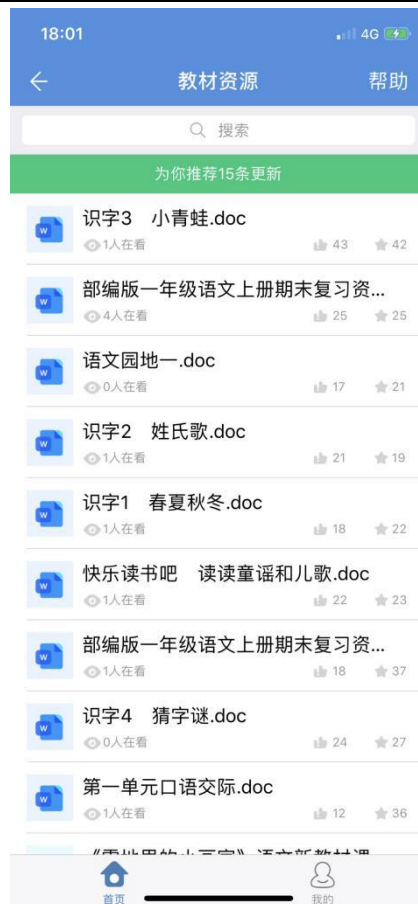 18:01 4G
教材资源 帮助
搜索
为你推荐15条更新
识字3 小青蛙.doc
1人在看 43 42
部编版一年级语文上册期末复习资...
4人在看 25 25
语文园地一.doc
0人在看 17 21
识字2 姓氏歌.doc
1人在看 21 19
识字1 春夏秋冬.doc
1人在看 18 22
快乐读书吧 读读童谣和儿歌.doc
1人在看 22 23
部编版一年级语文上册期末复习资...
1人在看 18 37
识字4 猜字谜.doc
0人在看 24 27
第一单元口语交际.doc
1人在看 12 36
首页 我的